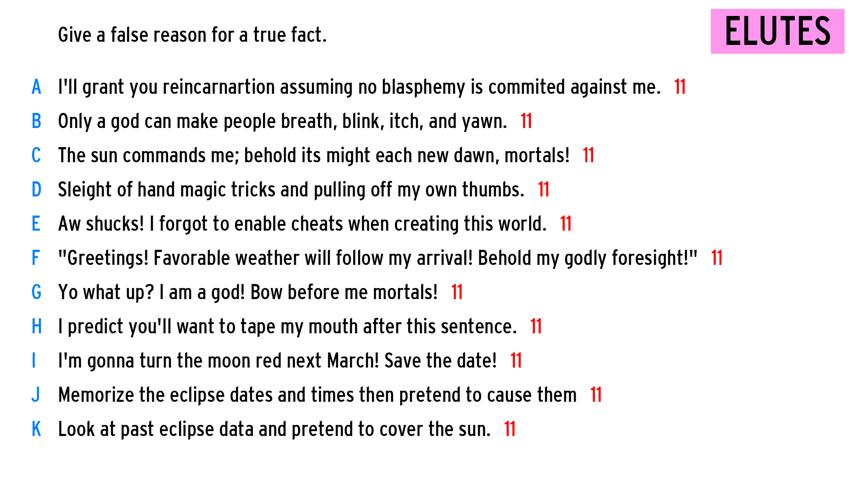 Give a false reason for a true fact.
ELUTES
A I'll grant you reincarnartion assuming no blasphemy is commited against me. 11
B Only a god can make people breath, blink, itch, and yawn. 11
C The sun commands me; behold its might each new dawn, mortals! 11
D Sleight of hand magic tricks and pulling off my own thumbs. 11
E Aw shucks! I forgot to enable cheats when creating this world. 11
F "Greetings! Favorable weather will follow my arrival! Behold my godly foresight!" 11
G Yo what up? I am a god! Bow before me mortals! 11
H I predict you'll want to tape my mouth after this sentence. 11
I I'm gonna turn the moon red next March! Save the date! 11
J Memorize the eclipse dates and times then pretend to cause them 11
K Look at past eclipse data and pretend to cover the sun. 11